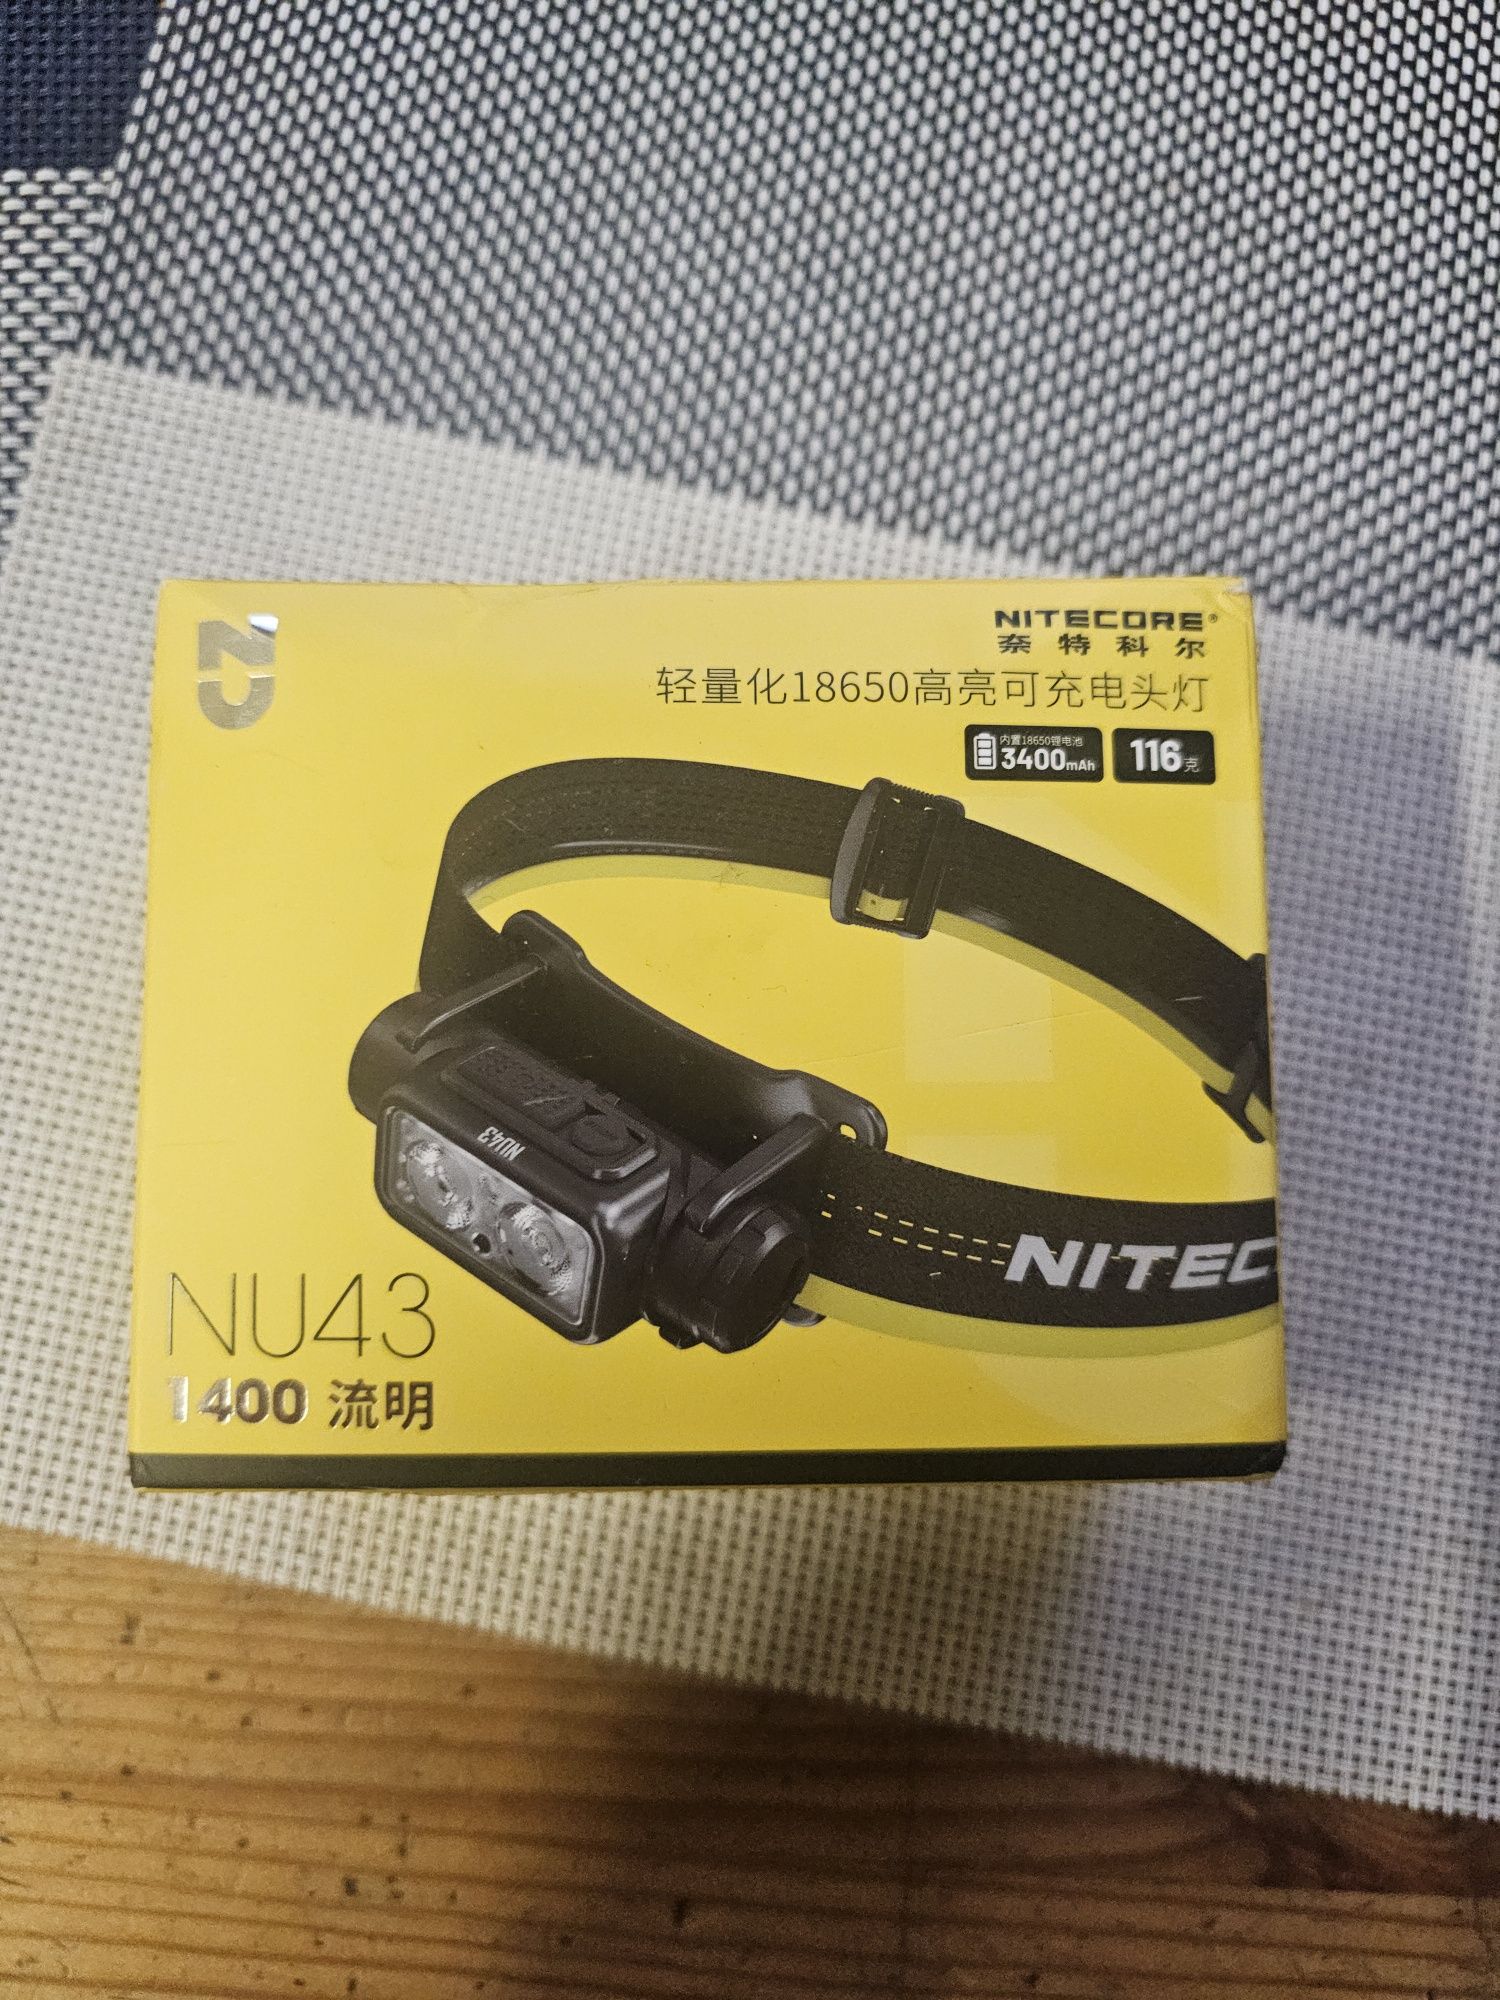 NITECORE®
奈特科尔
轻量化18650高亮可充电头灯
内置18650锂电池
3400mAh
116克
NU43
NITEC
NU43
1400 流明